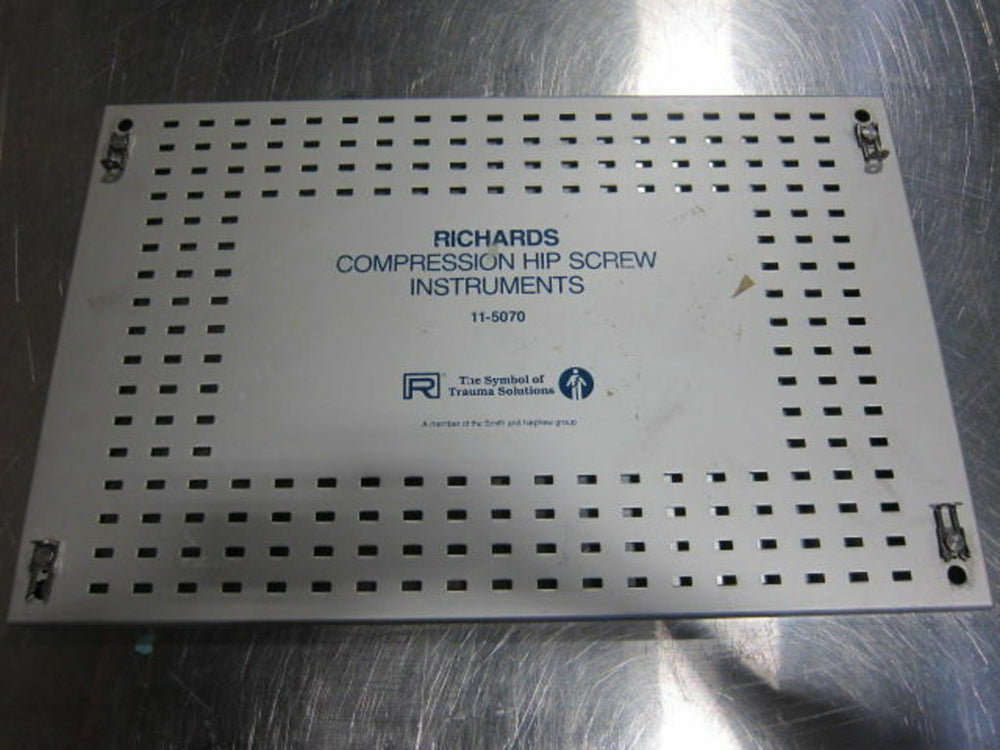 RICHARDS
COMPRESSION HIP SCREW
INSTRUMENTS
11-5070
R
The Symbol of
Trauma Solutions
A member of the Smith and Nephew group